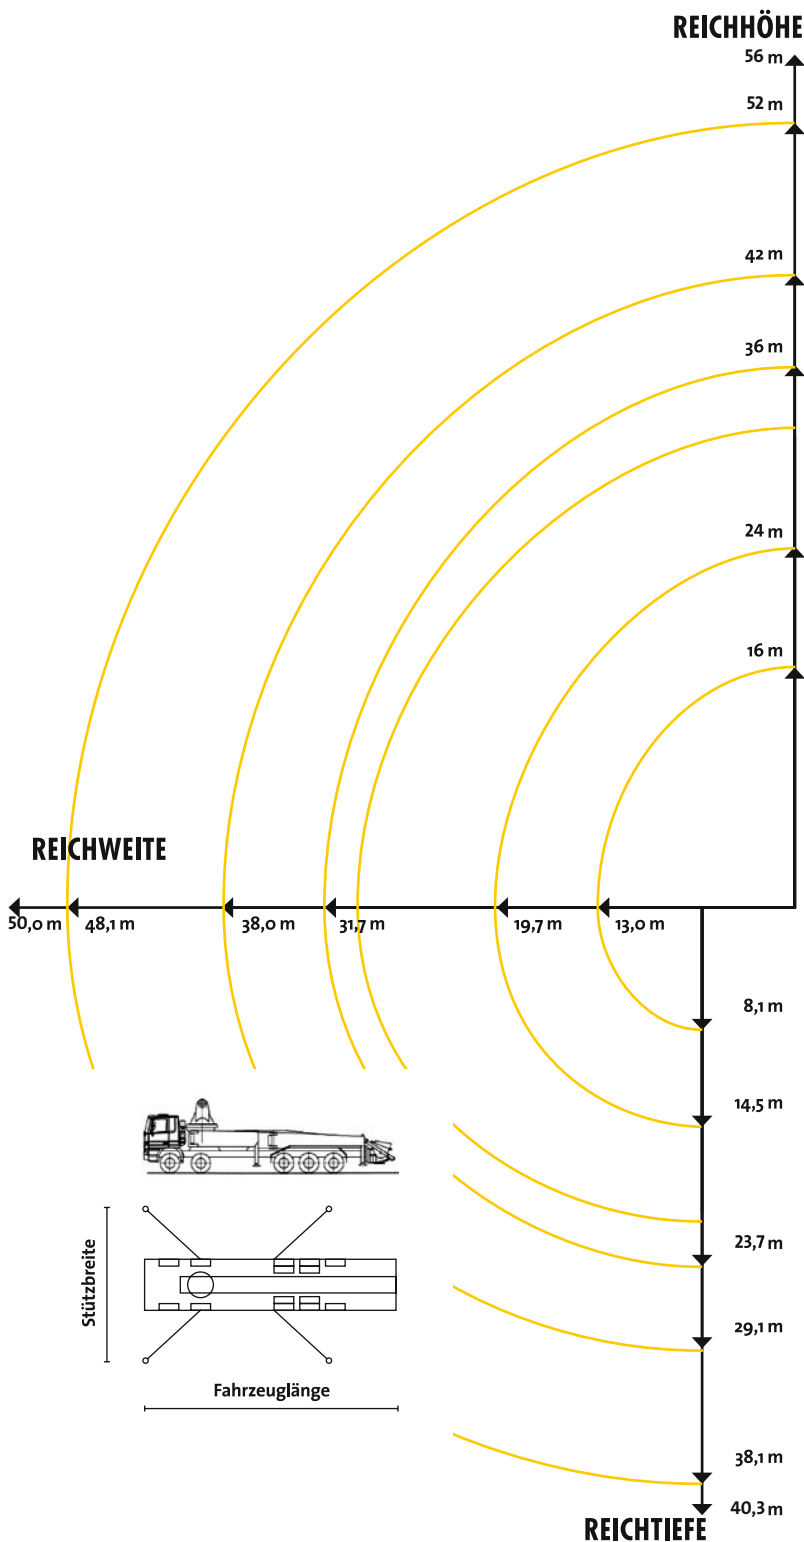 REICHHÖHE
56 m
52 m
42 m
36 m
24 m
16 m
REICHWEITE
50,0 m 48,1 m 38,0 m 31,7 m 19,7 m 13,0 m
8,1 m
14,5 m
23,7 m
29,1 m
38,1 m
40,3 m
REICHTIEFE
Stützbreite
Fahrzeuglänge